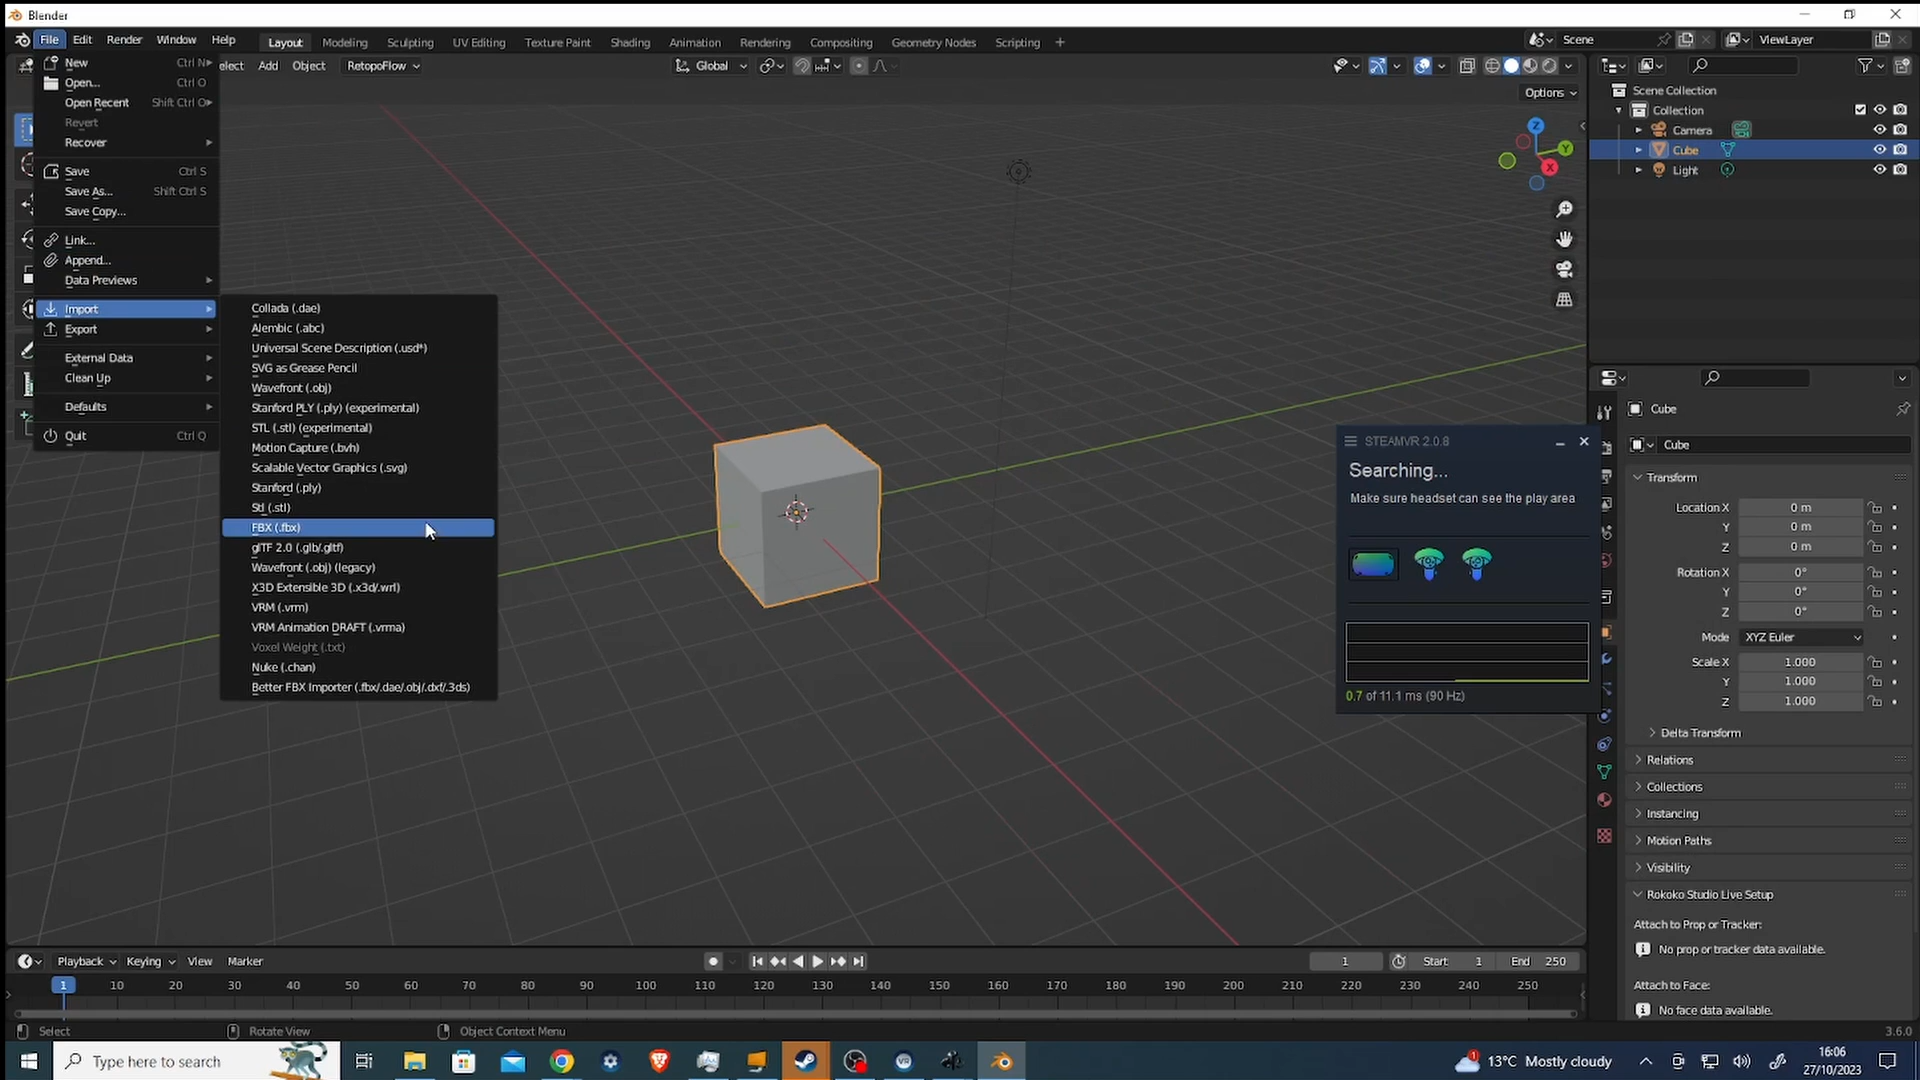 Blender
File Edit Render Window Help Layout Modeling Sculpting UV Editing Texture Paint Shading Animation Rendering Compositing Geometry Nodes Scripting + Scene ViewLayer
elect Add Object RetopoFlow Global
Options
New Ctrl N
Open... Ctrl O
Open Recent Shift Ctrl O
Revert
Recover
Save Ctrl S
Save As... Shift Ctrl S
Save Copy...
Link...
Append...
Data Previews
Import
Export
External Data
Clean Up
Defaults
Quit Ctrl Q
Collada (.dae)
Alembic (.abc)
Universal Scene Description (.usd*)
SVG as Grease Pencil
Wavefront (.obj)
Stanford PLY (.ply) (experimental)
STL (.stl) (experimental)
Motion Capture (.bvh)
Scalable Vector Graphics (.svg)
Stanford (.ply)
Stl (.stl)
FBX (.fbx)
glTF 2.0 (.glb/.gltf)
Wavefront (.obj) (legacy)
X3D Extensible 3D (.x3d/.wrl)
VRM (.vrm)
VRM Animation DRAFT (.vrma)
Voxel Weight (.txt)
Nuke (.chan)
Better FBX Importer (.fbx/.dae/.obj/.dxf/.3ds)
Z
Y
X
STEAMVR 2.0.8
Searching...
Make sure headset can see the play area
0.7 of 11.1 ms (90 Hz)
Scene Collection
Collection
Camera
Cube
Light
Cube
Cube
Transform
Location X 0 m
Y 0 m
Z 0 m
Rotation X 0°
Y 0°
Z 0°
Mode XYZ Euler
Scale X 1.000
Y 1.000
Z 1.000
Delta Transform
Relations
Collections
Instancing
Motion Paths
Visibility
Rokoko Studio Live Setup
Attach to Prop or Tracker:
No prop or tracker data available.
Attach to Face:
No face data available.
Playback Keying View Marker 1 Start 1 End 250
1 10 20 30 40 50 60 70 80 90 100 110 120 130 140 150 160 170 180 190 200 210 220 230 240 250
Select Rotate View Object Context Menu 3.6.0
Type here to search
1
13°C Mostly cloudy
16:06
27/10/2023